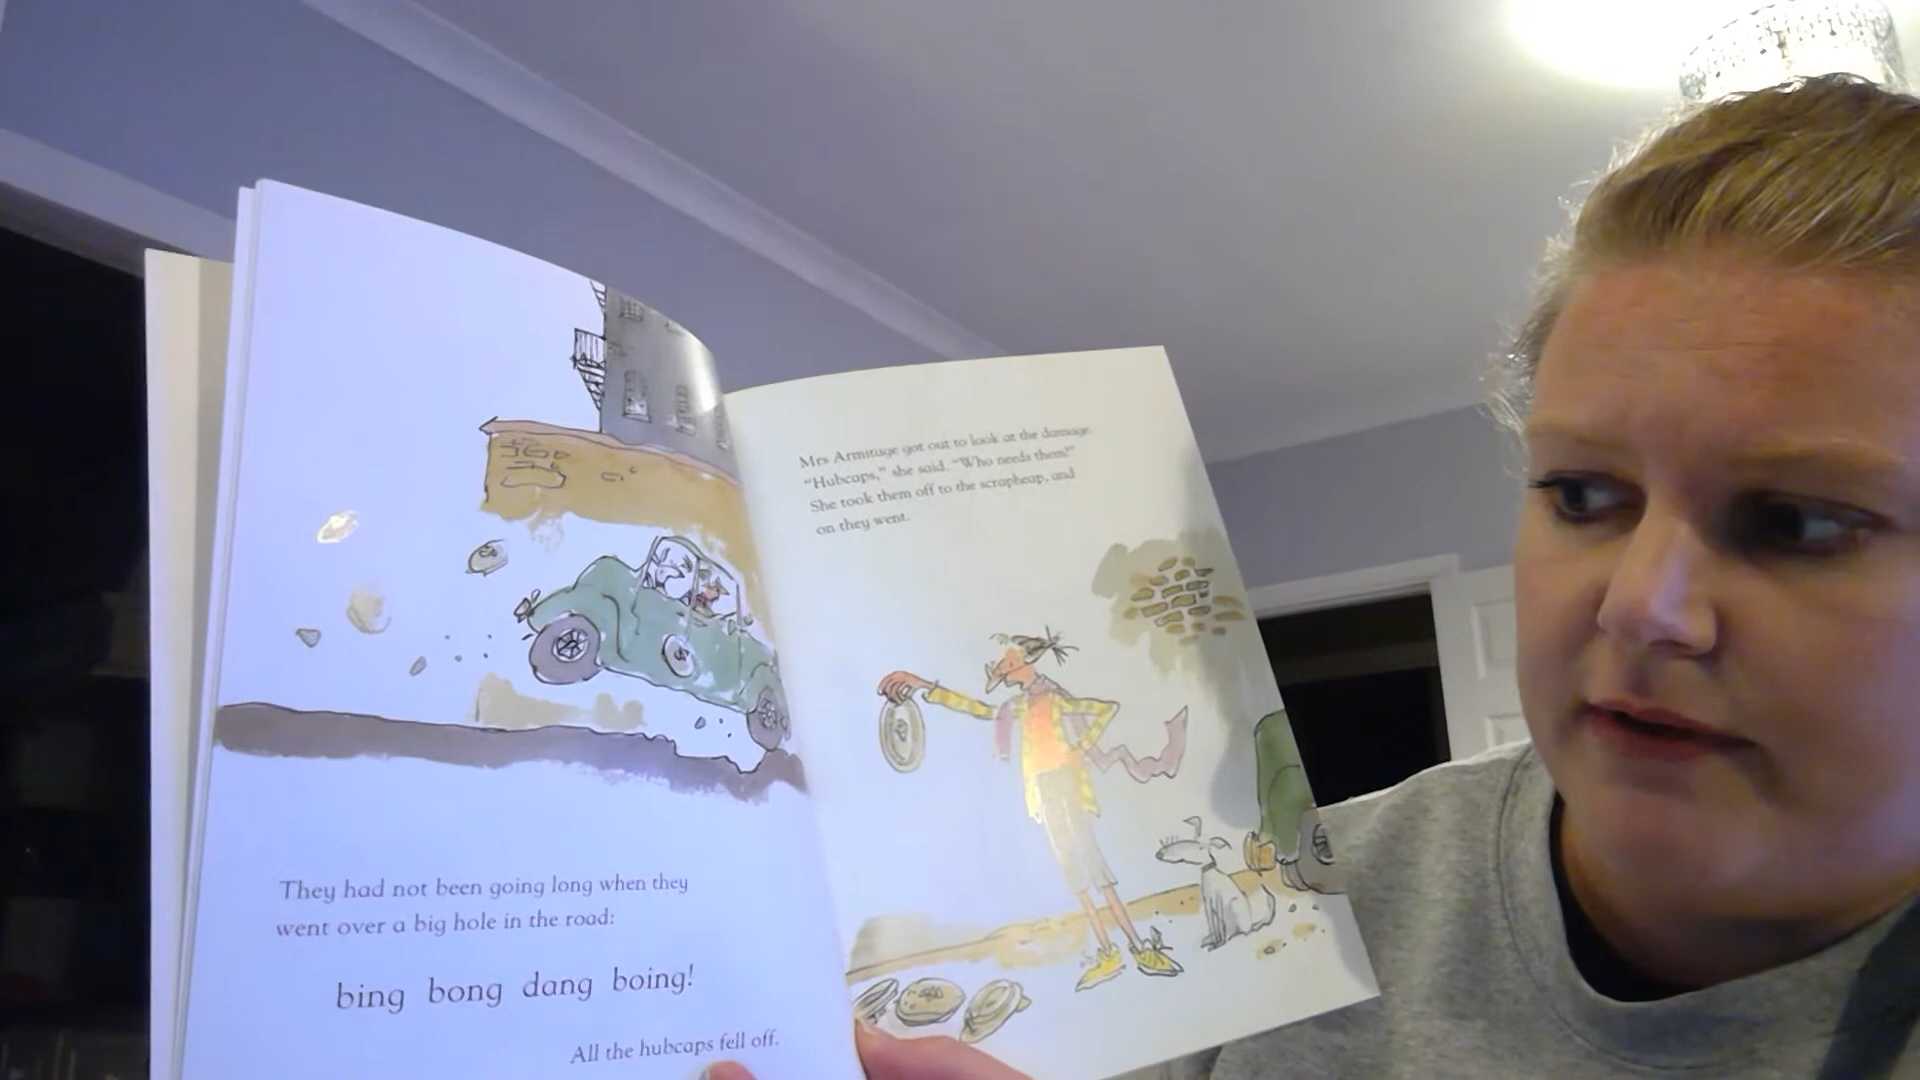 They had not been going long when they
went over a big hole in the road:
bing bong dang boing!
All the hubcaps fell off.
Mrs Armitage got out to look at the damage.
"Hubcaps," she said. "Who needs them?"
She took them off to the scrapheap, and
on they went.